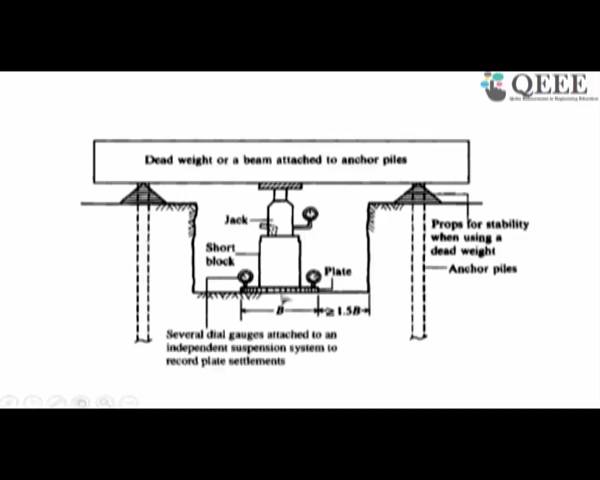 QEEE
Dead weight or a beam attached to anchor piles
Jack
Short
block
Plate
Props for stability
when using a
dead weight
Anchor piles
B
≥ 1.5B
Several dial gauges attached to an
independent suspension system to
record plate settlements